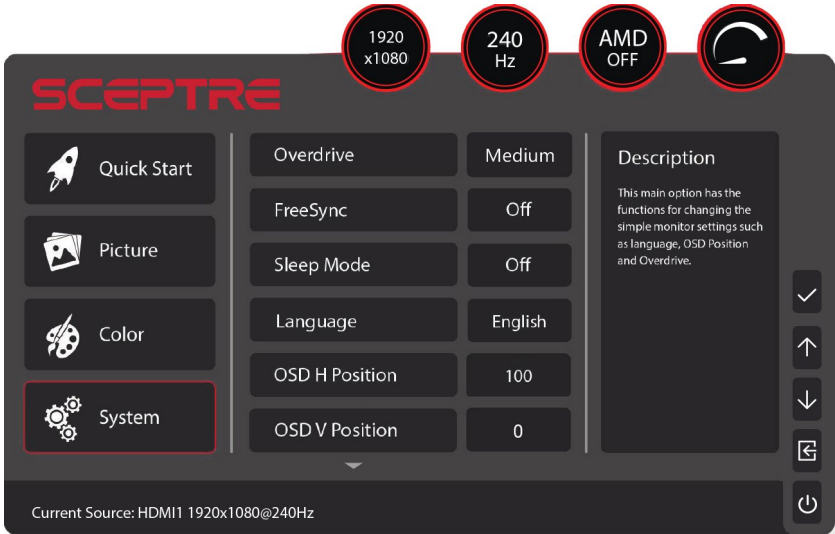 1920
x1080
240
Hz
AMD
OFF
SCEPTRE
Quick Start
Picture
Color
System
Overdrive Medium
FreeSync Off
Sleep Mode Off
Language English
OSD H Position 100
OSD V Position 0
Description
This main option has the
functions for changing the
simple monitor settings such
as language, OSD Position
and Overdrive.
Current Source: HDMI1 1920x1080@240Hz